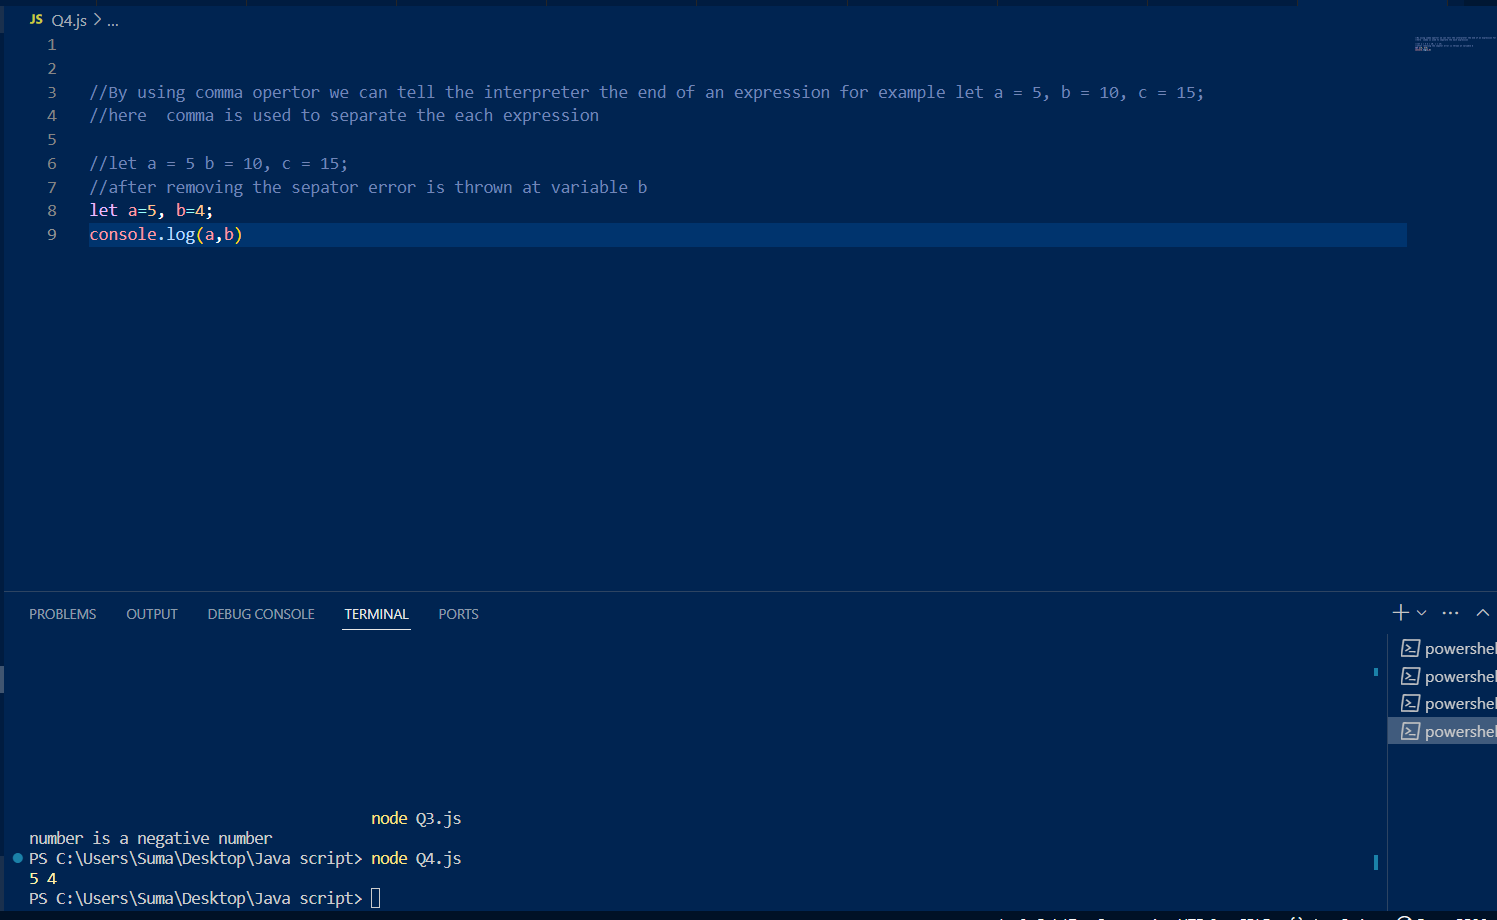 JS Q4.js > ...
1
2
3 //By using comma opertor we can tell the interpreter the end of an expression for example let a = 5, b = 10, c = 15;
4 //here  comma is used to separate the each expression
5
6 //let a = 5 b = 10, c = 15;
7 //after removing the sepator error is thrown at variable b
8 let a=5, b=4;
9 console.log(a,b)
PROBLEMS OUTPUT DEBUG CONSOLE TERMINAL PORTS
powershel
powershel
powershel
powershel
node Q3.js
number is a negative number
PS C:\Users\Suma\Desktop\Java script> node Q4.js
5 4
PS C:\Users\Suma\Desktop\Java script>